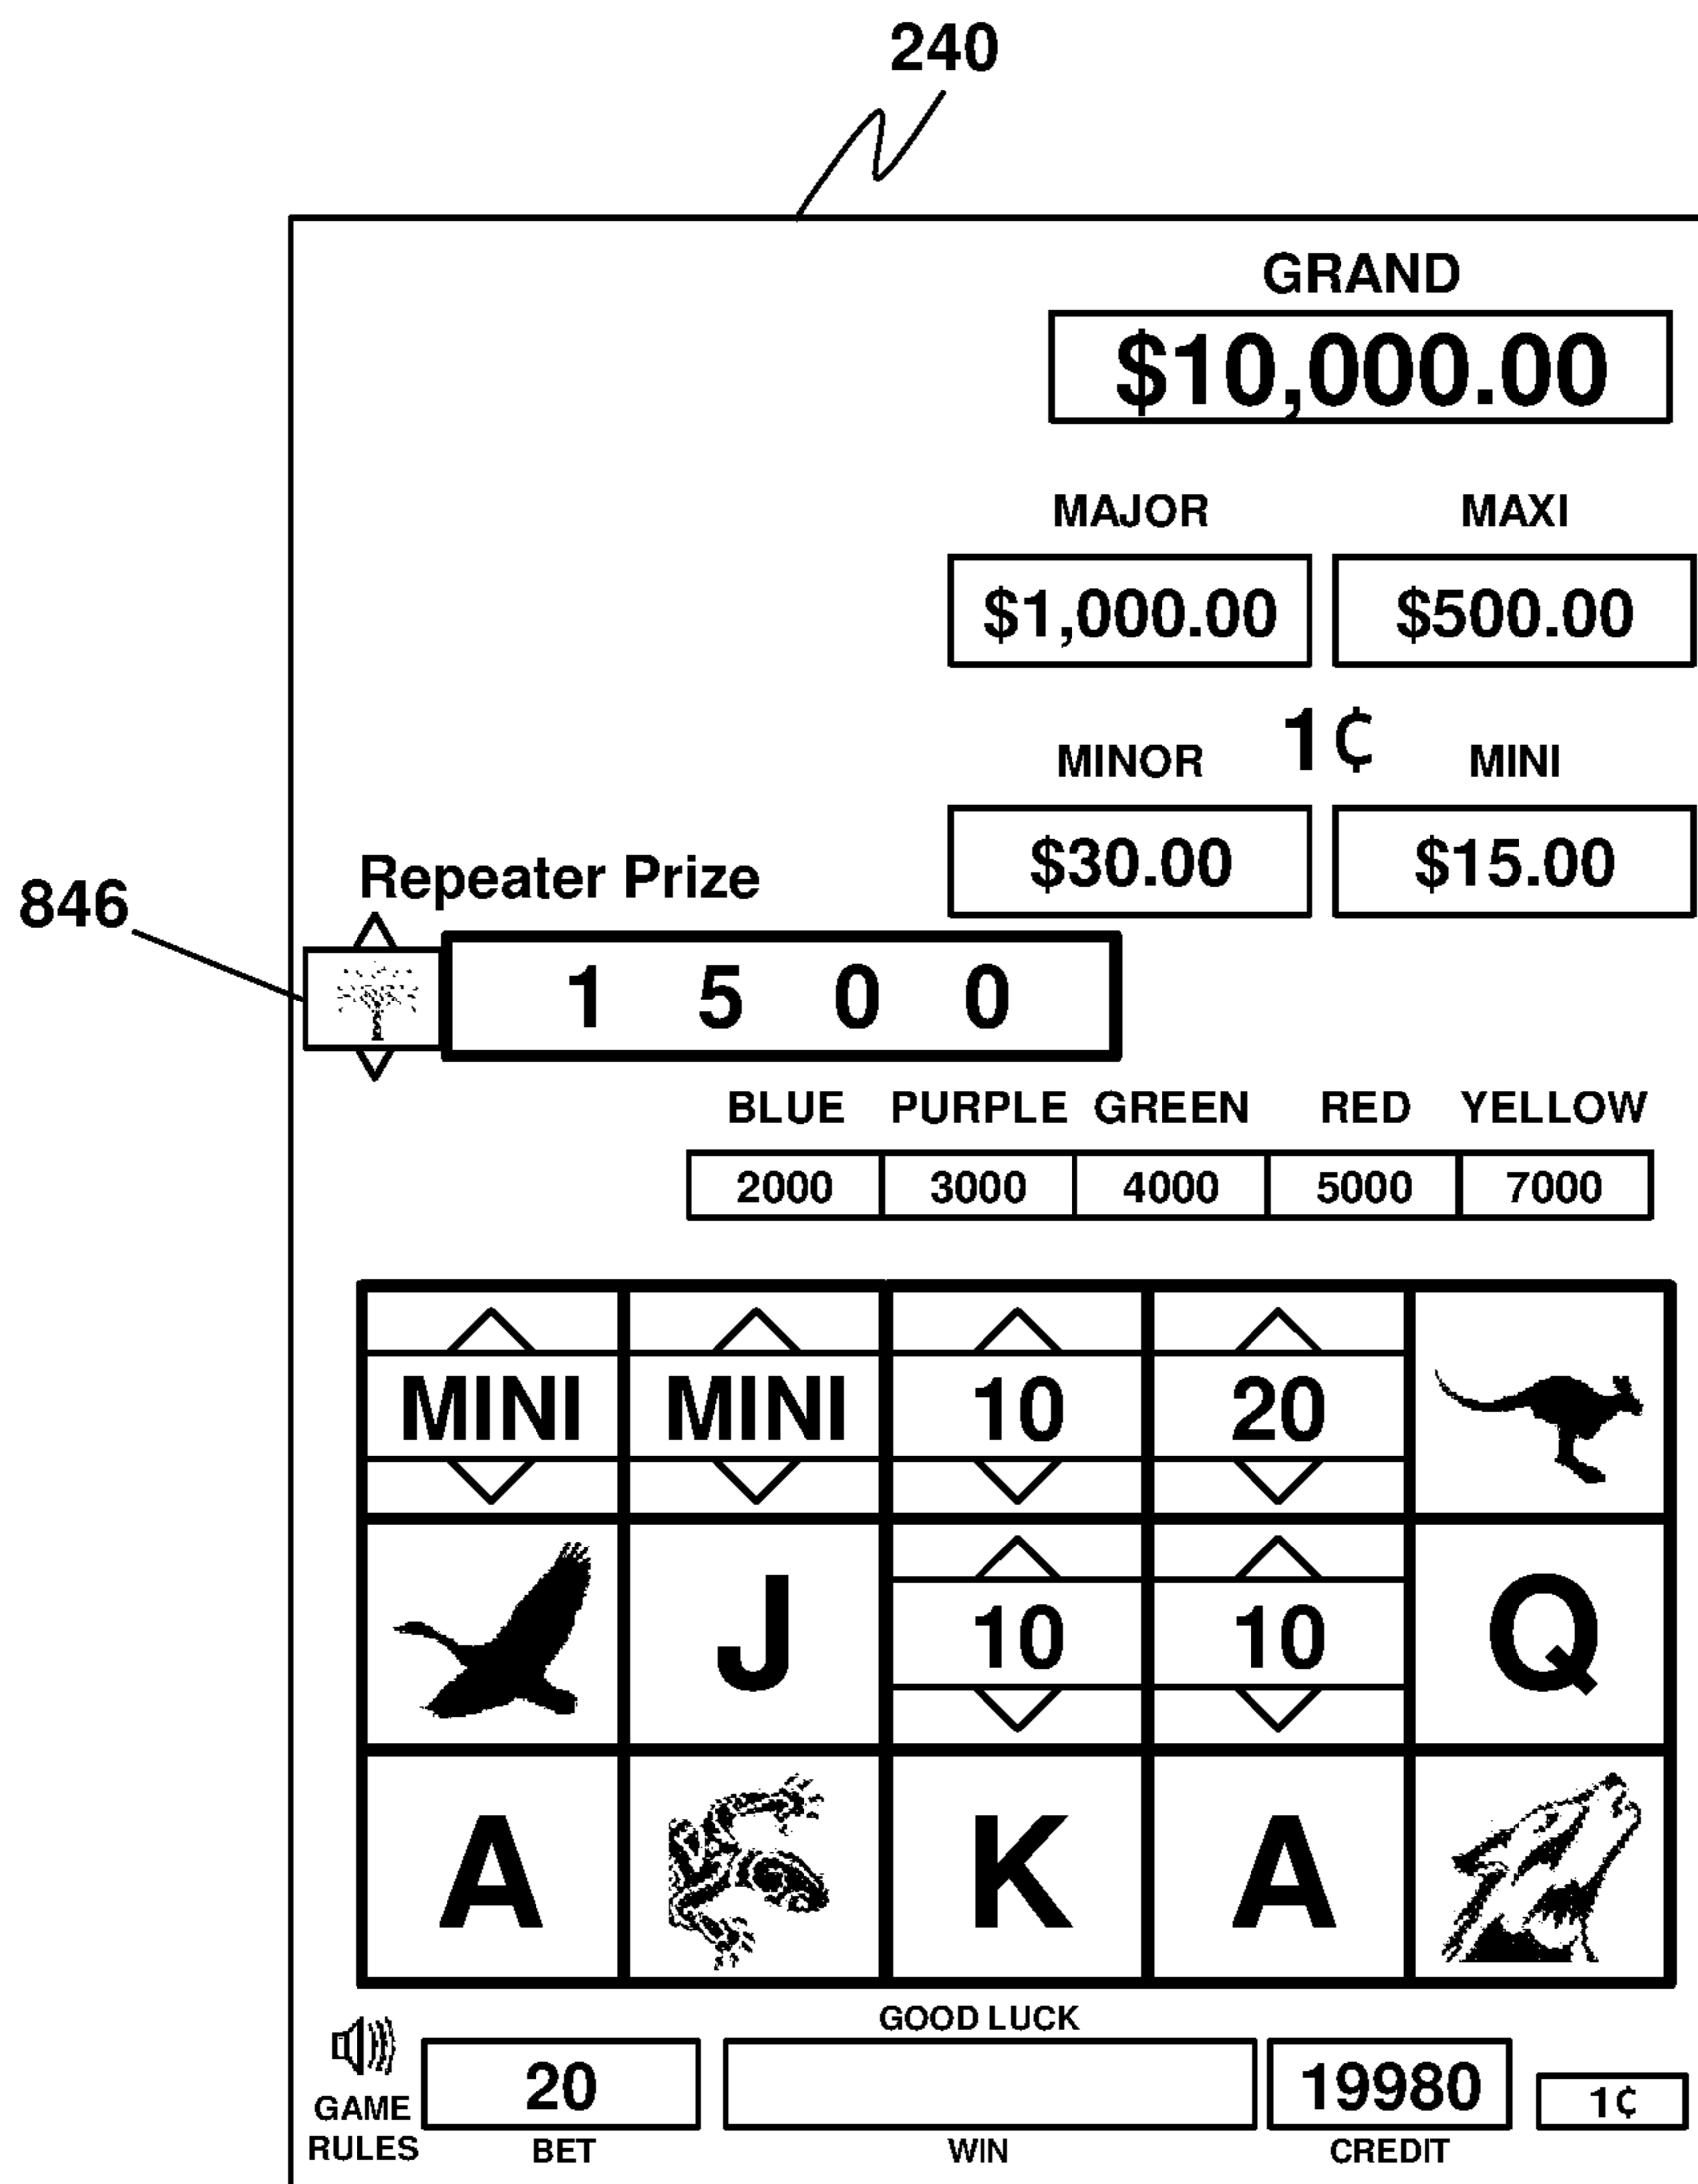 240
GRAND
$10,000.00
MAJOR MAXI
$1,000.00 $500.00
1¢
MINOR MINI
$30.00 $15.00
Repeater Prize
846
1 5 0 0
BLUE PURPLE GREEN RED YELLOW
2000 3000 4000 5000 7000
MINI MINI 10 20
J 10 10 Q
A K A
GOOD LUCK
20 19980 1¢
GAME
RULES BET WIN CREDIT